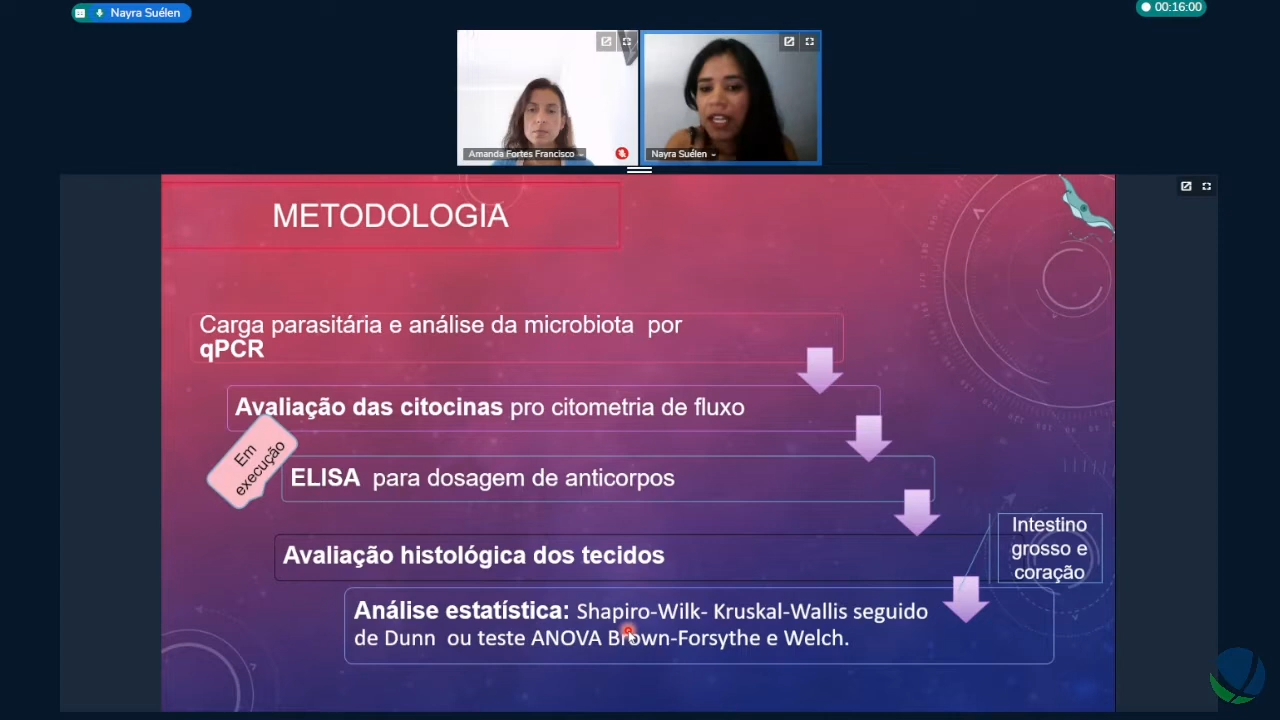 Nayra Suélen
00:16:00
Amanda Fortes Francisco
Nayra Suélen
METODOLOGIA
Carga parasitária e análise da microbiota por
qPCR
Avaliação das citocinas pro citometria de fluxo
Em
execução
ELISA para dosagem de anticorpos
Avaliação histológica dos tecidos
Intestino
grosso e
coração
Análise estatística: Shapiro-Wilk- Kruskal-Wallis seguido
de Dunn ou teste ANOVA Brown-Forsythe e Welch.